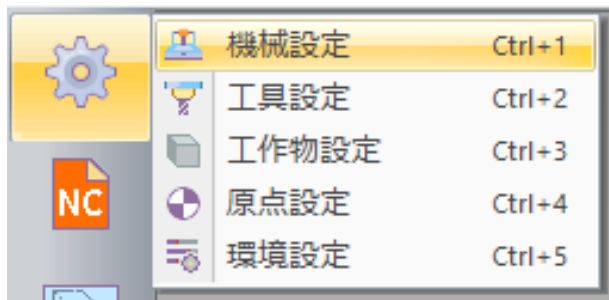 機械設定 Ctrl+1
工具設定 Ctrl+2
工作物設定 Ctrl+3
NC
原点設定 Ctrl+4
環境設定 Ctrl+5